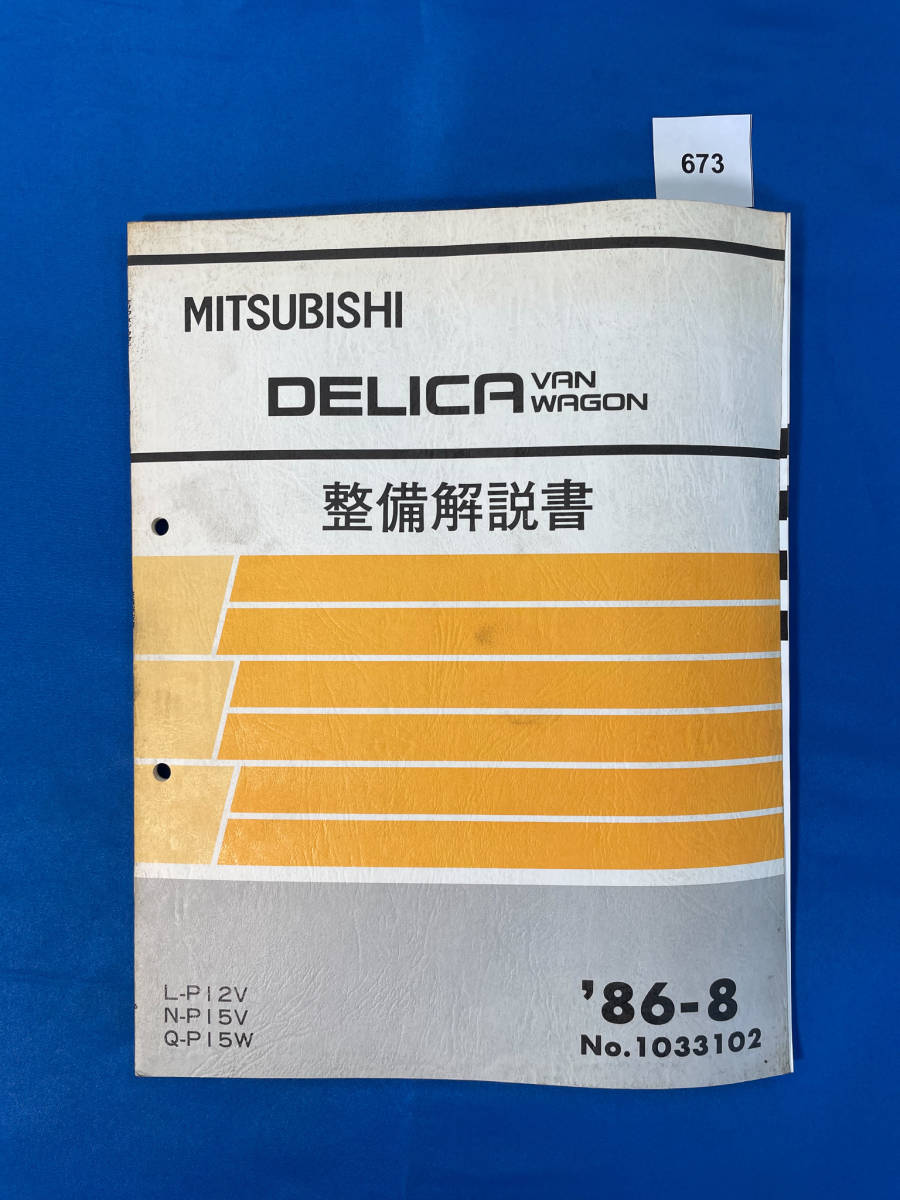 673
MITSUBISHI
DELICA VAN WAGON
整備解説書
L-P12V
N-P15V
Q-P15W
'86-8
No.1033102